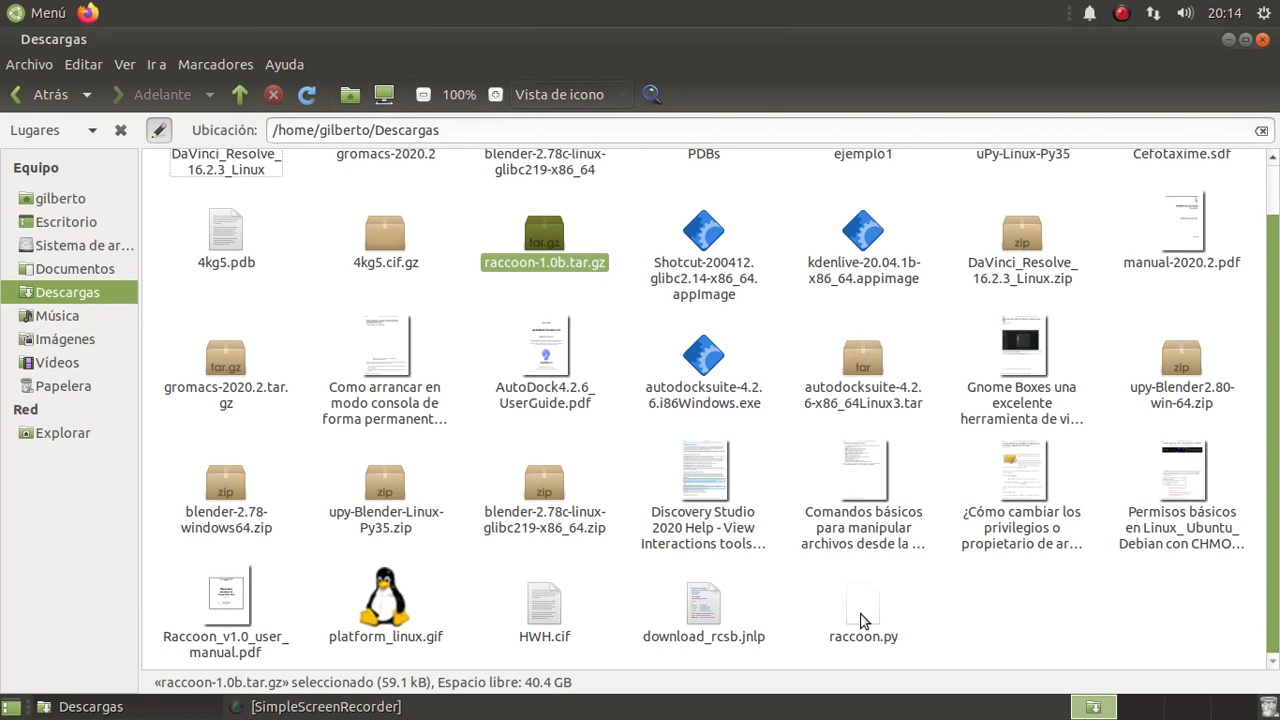 Menú
20:14
Descargas
Archivo Editar Ver Ir a Marcadores Ayuda
Atrás Adelante 100% Vista de icono
Lugares Ubicación: /home/gilberto/Descargas
Equipo
gilberto
Escritorio
Sistema de ar...
Documentos
Descargas
Música
Imágenes
Vídeos
Papelera
Red
Explorar
DaVinci_Resolve_
16.2.3_Linux
gromacs-2020.2
blender-2.78c-linux-
glibc219-x86_64
PDBs
ejemplo1
uPy-Linux-Py35
Cefotaxime.sdf
4kg5.pdb
4kg5.cif.gz
tar.gz
raccoon-1.0b.tar.gz
Shotcut-200412.
glibc2.14-x86_64.
appImage
kdenlive-20.04.1b-
x86_64.appimage
zip
DaVinci_Resolve_
16.2.3_Linux.zip
manual-2020.2.pdf
tar.gz
gromacs-2020.2.tar.
gz
Como arrancar en
modo consola de
forma permanent...
AutoDock4.2.6_
UserGuide.pdf
autodocksuite-4.2.
6.i86Windows.exe
tar
autodocksuite-4.2.
6-x86_64Linux3.tar
Gnome Boxes una
excelente
herramienta de vi...
zip
upy-Blender2.80-
win-64.zip
zip
blender-2.78-
windows64.zip
zip
upy-Blender-Linux-
Py35.zip
zip
blender-2.78c-linux-
glibc219-x86_64.zip
Discovery Studio
2020 Help - View
Interactions tools...
Comandos básicos
para manipular
archivos desde la ...
¿Cómo cambiar los
privilegios o
propietario de ar...
Permisos básicos
en Linux_ Ubuntu_
Debian con CHMO...
Raccoon_v1.0_user_
manual.pdf
platform_linux.gif
HWH.cif
download_rcsb.jnlp
raccoon.py
«raccoon-1.0b.tar.gz» seleccionado (59.1 kB), Espacio libre: 40.4 GB
Descargas
[SimpleScreenRecorder]